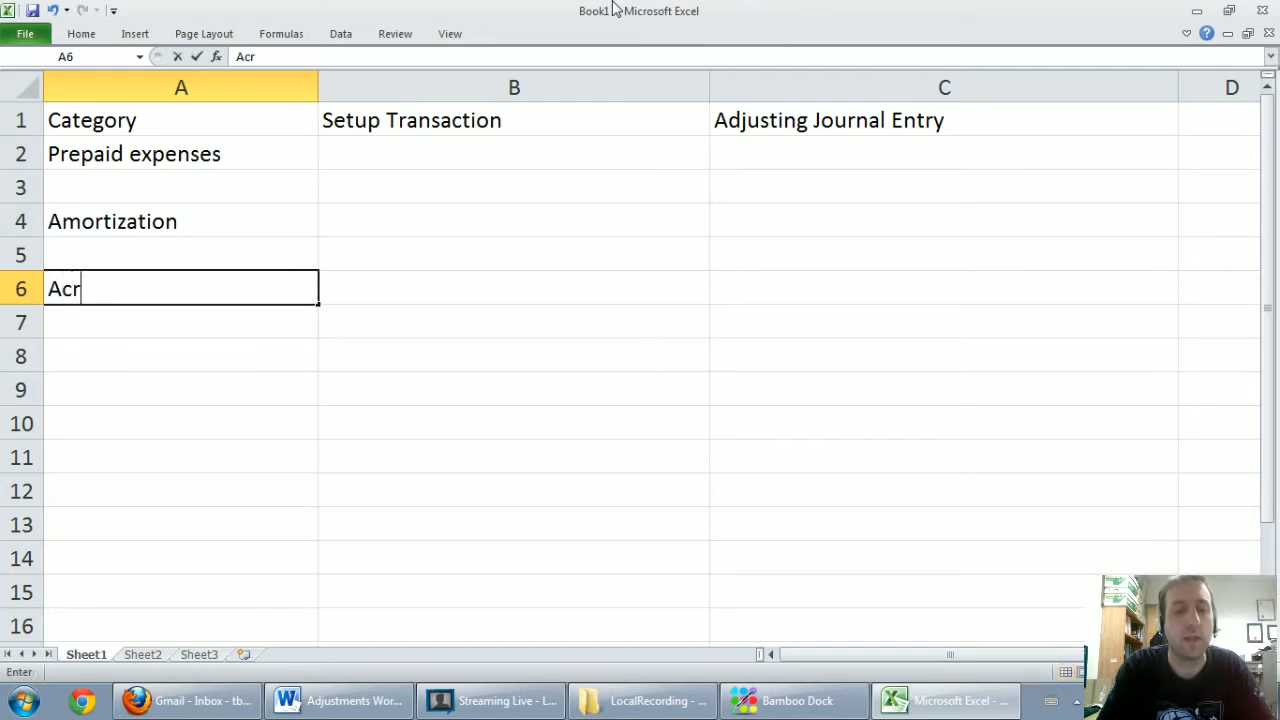 Book1 - Microsoft Excel
File Home Insert Page Layout Formulas Data Review View
A6 fx Acr
A B C D
1 Category Setup Transaction Adjusting Journal Entry
2 Prepaid expenses
3
4 Amortization
5
6 Acr
7
8
9
10
11
12
13
14
15
16
Sheet1 Sheet2 Sheet3
Enter
Gmail - Inbox - tb... Adjustments Wor... Streaming Live - L... LocalRecording - ... Bamboo Dock Microsoft Excel - ...